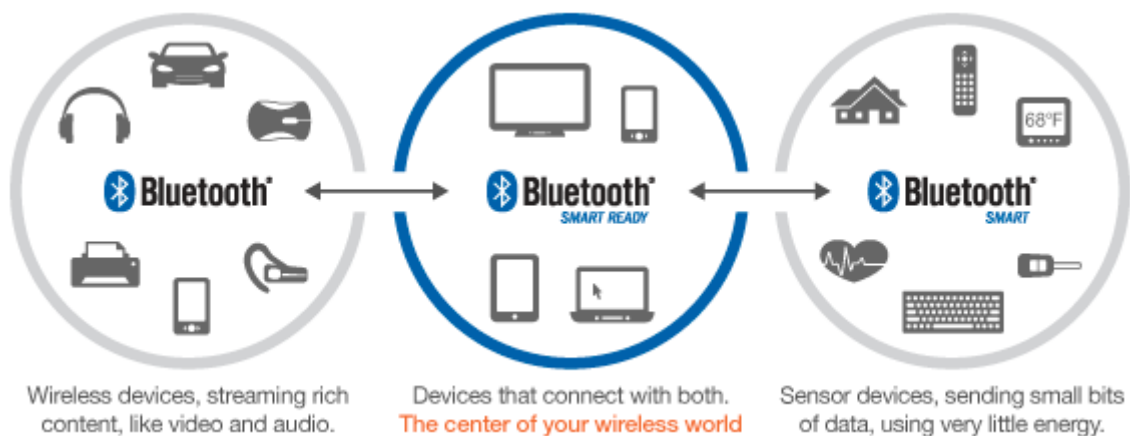 68°F
Bluetooth®
Bluetooth®
SMART READY
Bluetooth®
SMART
Wireless devices, streaming rich
content, like video and audio.
Devices that connect with both.
The center of your wireless world
Sensor devices, sending small bits
of data, using very little energy.